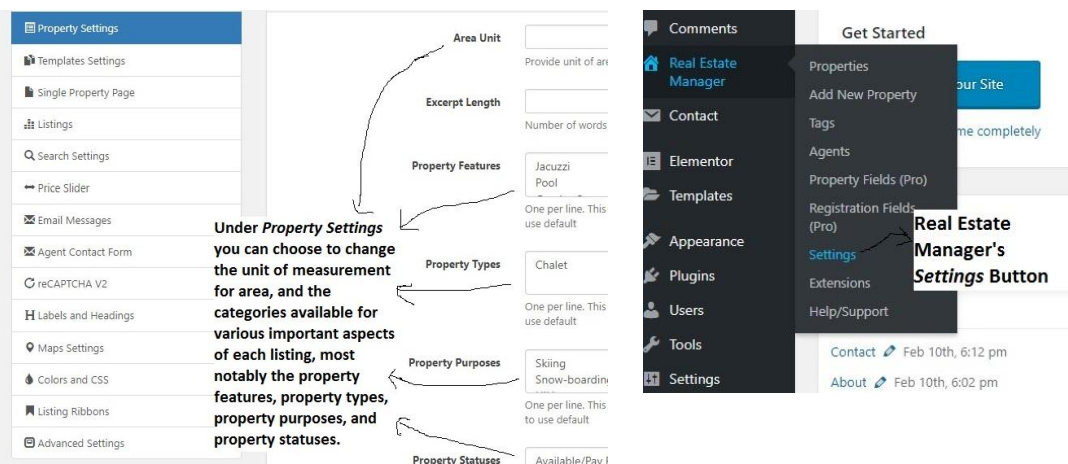 Property Settings
Templates Settings
Single Property Page
Listings
Search Settings
Price Slider
Email Messages
Agent Contact Form
reCAPTCHA V2
Labels and Headings
Maps Settings
Colors and CSS
Listing Ribbons
Advanced Settings
Area Unit
Provide unit of are
Excerpt Length
Number of words
Property Features
Jacuzzi
Pool
One per line. This
use default
Property Types
Chalet
One per line. This
use default
Property Purposes
Skiing
Snow-boarding
One per line. This
to use default
Property Statuses
Available/Pay
Under Property Settings
you can choose to change
the unit of measurement
for area, and the
categories available for
various important aspects
of each listing, most
notably the property
features, property types,
property purposes, and
property statuses.
Comments
Real Estate
Manager
Contact
Elementor
Templates
Appearance
Plugins
Users
Tools
Settings
Properties
Add New Property
Tags
Agents
Property Fields (Pro)
Registration Fields
(Pro)
Settings
Extensions
Help/Support
Get Started
our Site
me completely
Real Estate
Manager's
Settings Button
Contact Feb 10th, 6:12 pm
About Feb 10th, 6:02 pm